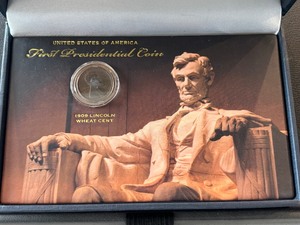 UNITED STATES OF AMERICA
First Presidential Coin
1909 LINCOLN
WHEAT CENT